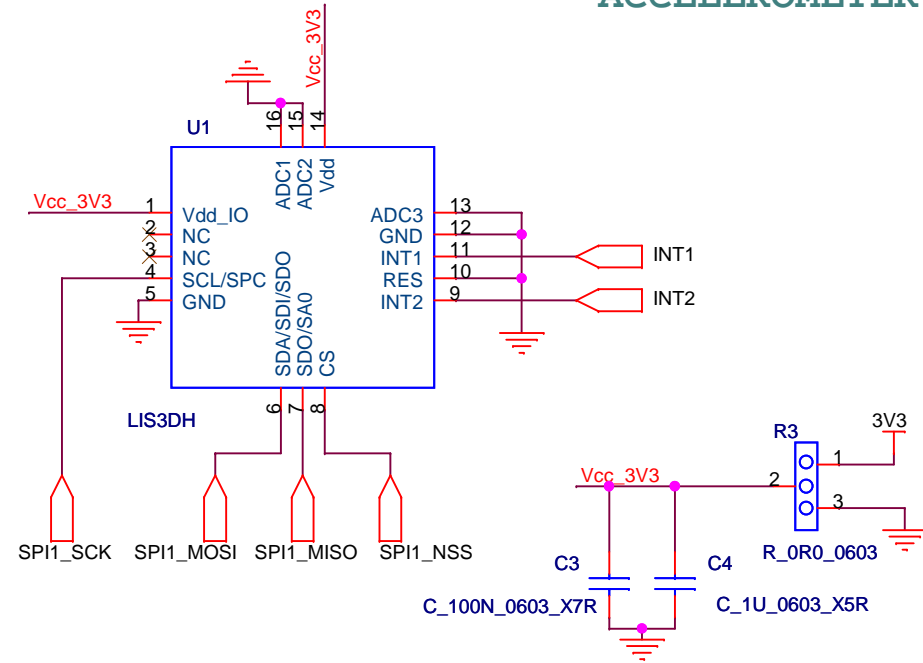 ACCELEROMETER
Vcc_3V3
U1
16
15
14
ADC1
ADC2
Vdd
Vcc_3V3
1
Vdd_IO
2
NC
3
NC
4
SCL/SPC
5
GND
ADC3
13
GND
12
INT1
11
INT1
RES
10
INT2
9
INT2
SDA/SDI/SDO
SDO/SA0
CS
6
7
8
LIS3DH
SPI1_SCK
SPI1_MOSI
SPI1_MISO
SPI1_NSS
R3
3V3
1
Vcc_3V3
2
3
R_0R0_0603
C3
C4
C_100N_0603_X7R
C_1U_0603_X5R